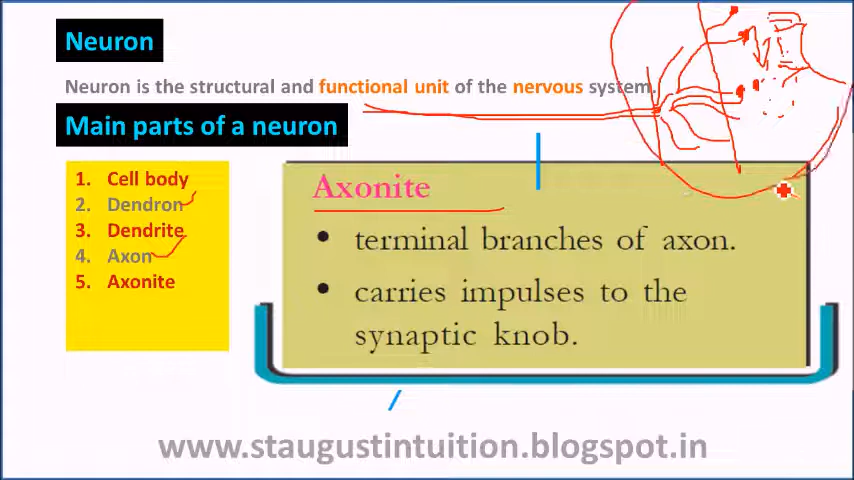 Neuron
Neuron is the structural and functional unit of the nervous system.
Main parts of a neuron
1. Cell body
2. Dendron
3. Dendrite
4. Axon
5. Axonite
Axonite
• terminal branches of axon.
• carries impulses to the
synaptic knob.
www.staugustintuition.blogspot.in